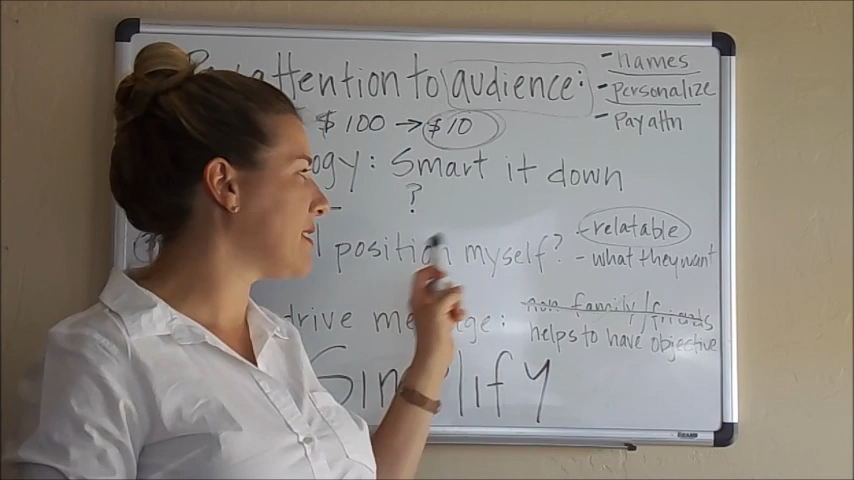 Pay attention to audience:
- names
- personalize
- Pay attn
$100 → $10
ogy: Smart it down
?
position myself?
- relatable
- what they want
drive message:
non family/friends
helps to have objective
Simplify